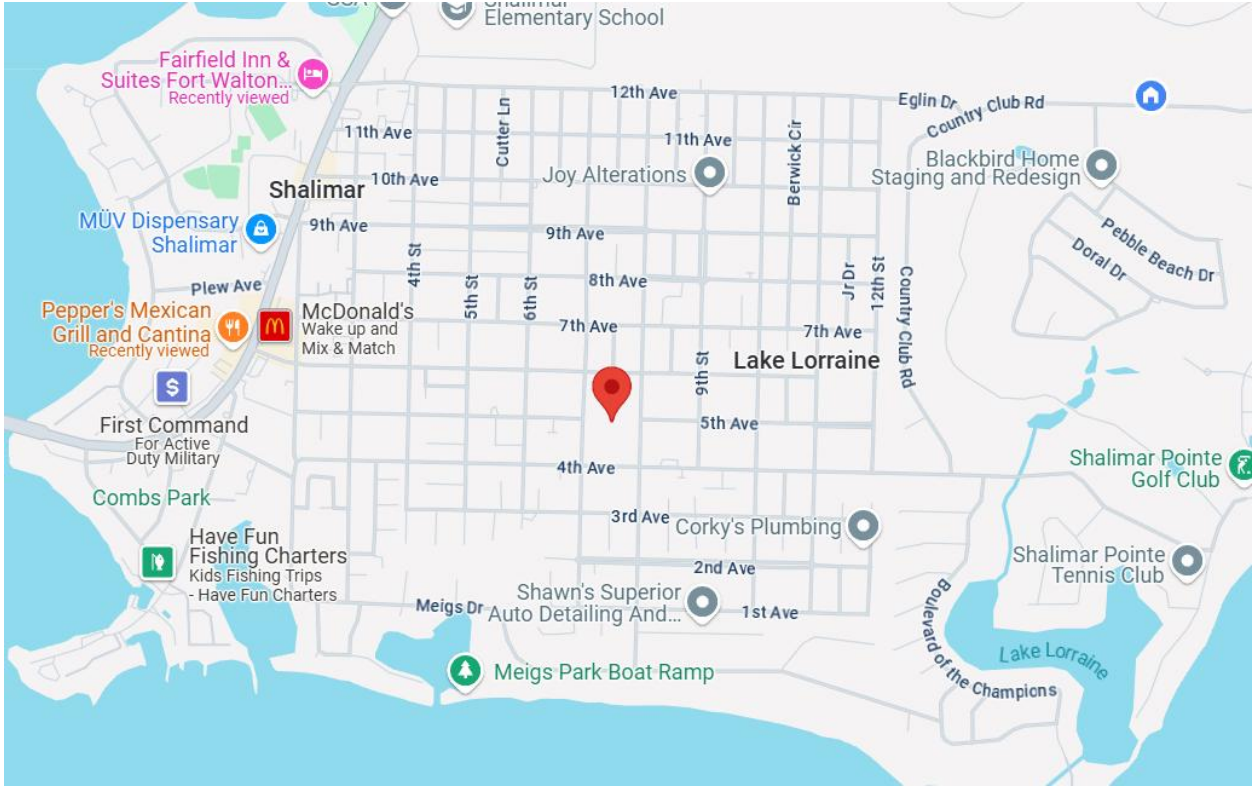 Shalimar
Elementary School
Fairfield Inn &
Suites Fort Walton...
Recently viewed
12th Ave
Eglin Dr
Country Club Rd
Cutter Ln
11th Ave
11th Ave
Berwick Cir
Blackbird Home
Staging and Redesign
Joy Alterations
10th Ave
Shalimar
MÜV Dispensary
Shalimar
9th Ave
9th Ave
Pebble Beach Dr
Doral Dr
4th St
5th St
6th St
8th Ave
Jr Dr
12th St
Country Club Rd
Plew Ave
Pepper's Mexican
Grill and Cantina
Recently viewed
McDonald's
Wake up and
Mix & Match
7th Ave
7th Ave
9th St
Lake Lorraine
$
First Command
For Active
Duty Military
5th Ave
4th Ave
Shalimar Pointe
Golf Club
Combs Park
3rd Ave
Corky's Plumbing
Have Fun
Fishing Charters
Kids Fishing Trips
- Have Fun Charters
2nd Ave
Shalimar Pointe
Tennis Club
Shawn's Superior
Auto Detailing And...
Meigs Dr
1st Ave
Boulevard of the Champions
Lake Lorraine
Meigs Park Boat Ramp